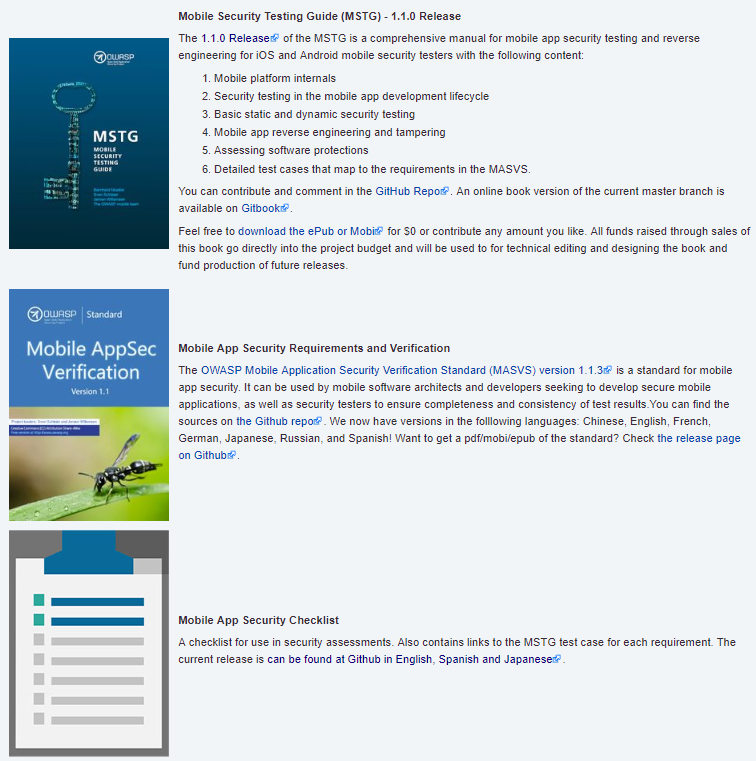 Mobile Security Testing Guide (MSTG) - 1.1.0 Release
The 1.1.0 Release of the MSTG is a comprehensive manual for mobile app security testing and reverse
engineering for iOS and Android mobile security testers with the following content:
1. Mobile platform internals
2. Security testing in the mobile app development lifecycle
3. Basic static and dynamic security testing
4. Mobile app reverse engineering and tampering
5. Assessing software protections
6. Detailed test cases that map to the requirements in the MASVS.
You can contribute and comment in the GitHub Repo. An online book version of the current master branch is
available on Gitbook.
Feel free to download the ePub or Mobi for $0 or contribute any amount you like. All funds raised through sales of
this book go directly into the project budget and will be used to for technical editing and designing the book and
fund production of future releases.
OWASP
MSTG
MOBILE
SECURITY
TESTING
GUIDE
OWASP Standard
Mobile AppSec
Verification
Version 1.1
Mobile App Security Requirements and Verification
The OWASP Mobile Application Security Verification Standard (MASVS) version 1.1.3 is a standard for mobile
app security. It can be used by mobile software architects and developers seeking to develop secure mobile
applications, as well as security testers to ensure completeness and consistency of test results.You can find the
sources on the Github repo. We now have versions in the folllowing languages: Chinese, English, French,
German, Japanese, Russian, and Spanish! Want to get a pdf/mobi/epub of the standard? Check the release page
on Github.
Mobile App Security Checklist
A checklist for use in security assessments. Also contains links to the MSTG test case for each requirement. The
current release is can be found at Github in English, Spanish and Japanese.